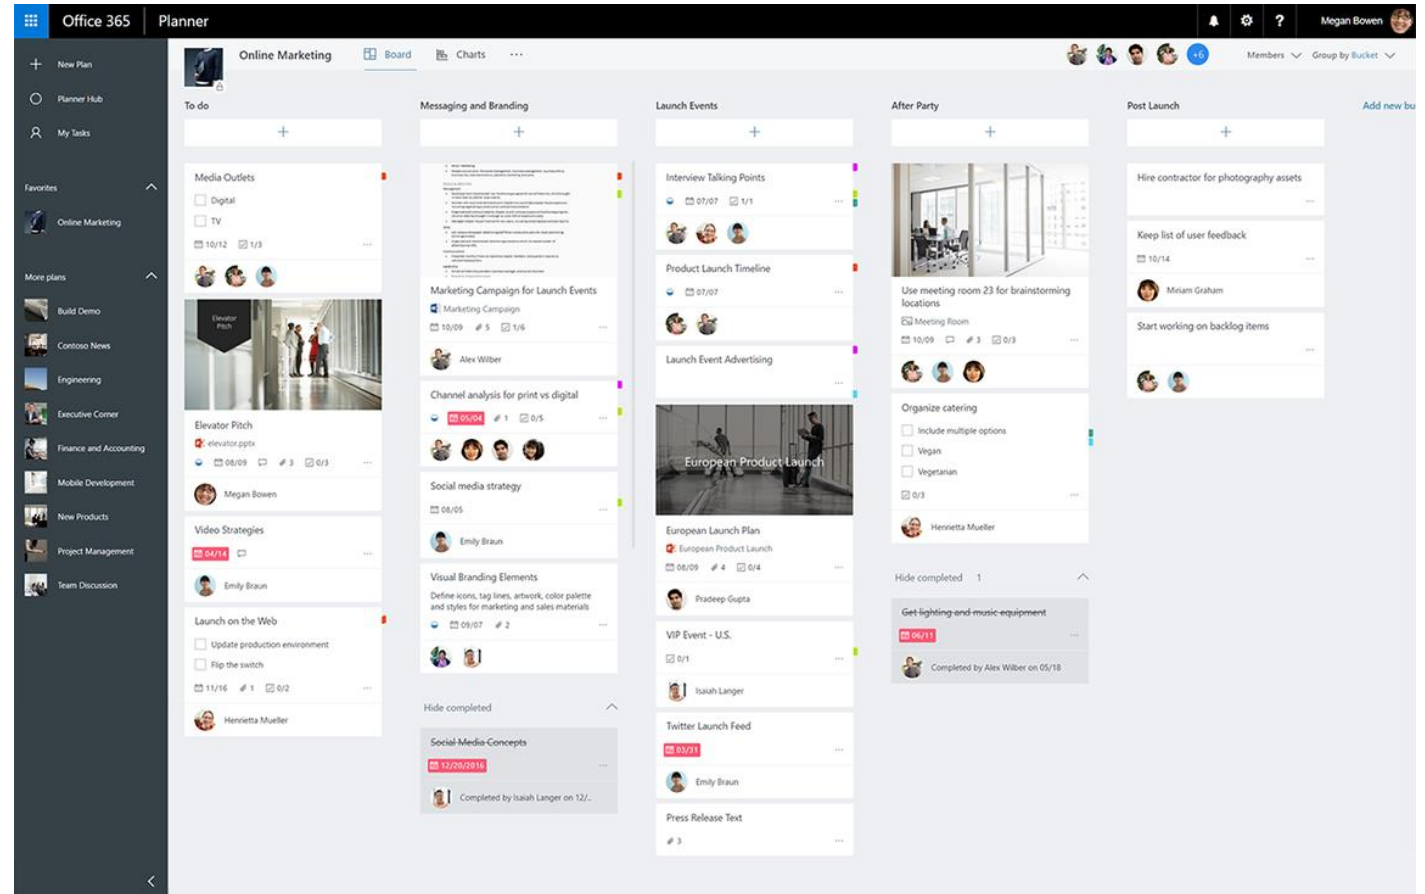 Office 365
Planner
?
Megan Bowen
New Plan
Planner Hub
My Tasks
Favorites
Online Marketing
More plans
Build Demo
Contoso News
Engineering
Executive Corner
Finance and Accounting
Mobile Development
New Products
Project Management
Team Discussion
Online Marketing
Board
Charts
...
+6
Members
Group by Bucket
To do
+
Media Outlets
Digital
TV
10/12 1/3
Elevator
Pitch
Elevator Pitch
elevator.pptx
08/09 3 0/3
Megan Bowen
Video Strategies
04/14
Emily Braun
Launch on the Web
Update production environment
Flip the switch
11/16 1 0/2
Henrietta Mueller
Messaging and Branding
+
Marketing Campaign for Launch Events
Marketing Campaign
10/09 5 1/6
Alex Wilber
Channel analysis for print vs digital
05/04 1 0/5
Social media strategy
08/05
Emily Braun
Visual Branding Elements
Define icons, tag lines, artwork, color palette
and styles for marketing and sales materials
09/07 2
Hide completed
Social Media Concepts
12/20/2016
Completed by Isaiah Langer on 12/..
Launch Events
+
Interview Talking Points
07/07 1/1
Product Launch Timeline
07/07
Launch Event Advertising
European Product Launch
European Launch Plan
European Product Launch
08/09 4 0/4
Pradeep Gupta
VIP Event - U.S.
0/1
Isaiah Langer
Twitter Launch Feed
03/31
Emily Braun
Press Release Text
3
After Party
+
Use meeting room 23 for brainstorming
locations
Meeting Room
10/09 3 0/3
Organize catering
Include multiple options
Vegan
Vegetarian
0/3
Henrietta Mueller
Hide completed 1
Get lighting and music equipment
06/11
Completed by Alex Wilber on 05/18
Post Launch
+
Hire contractor for photography assets
Keep list of user feedback
10/14
Miriam Graham
Start working on backlog items
Add new bu